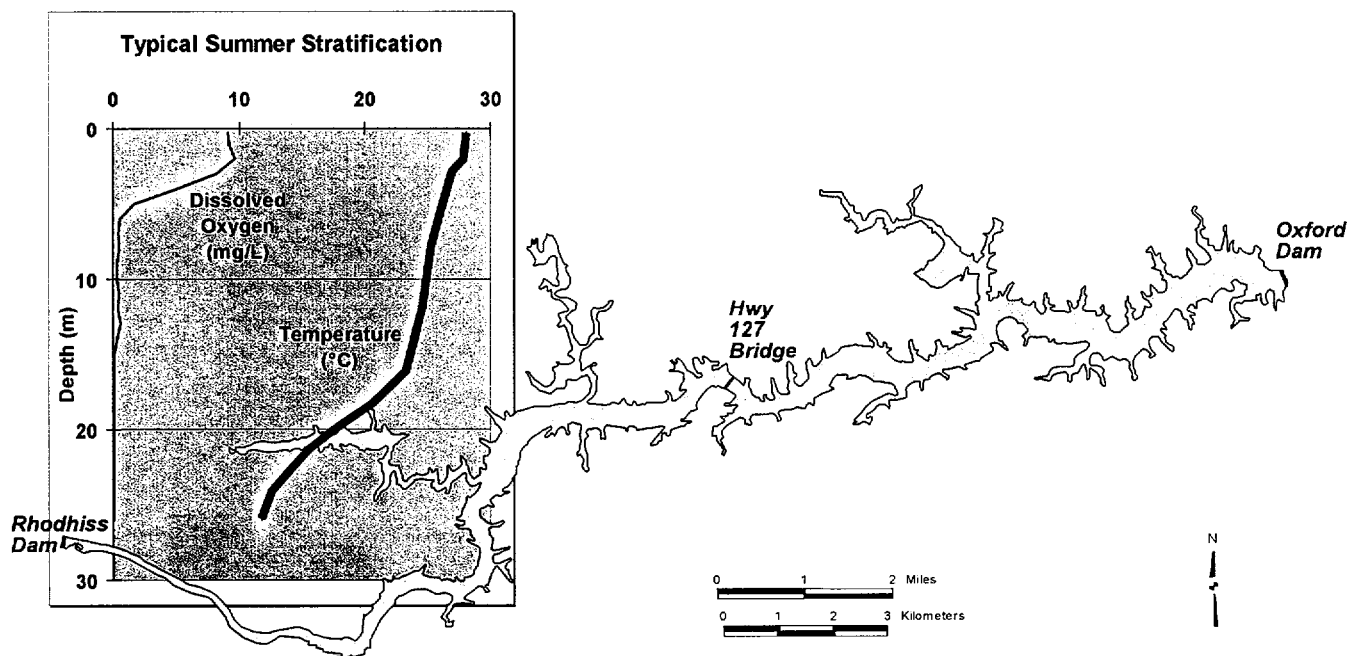 Typical Summer Stratification
0 10 20 30
0
10
20
30
Depth (m)
Dissolved
Oxygen
(mg/L)
Temperature
(°C)
Rhodhiss
Dam
Hwy
127
Bridge
Oxford
Dam
N
0 1 2 Miles
0 1 2 3 Kilometers